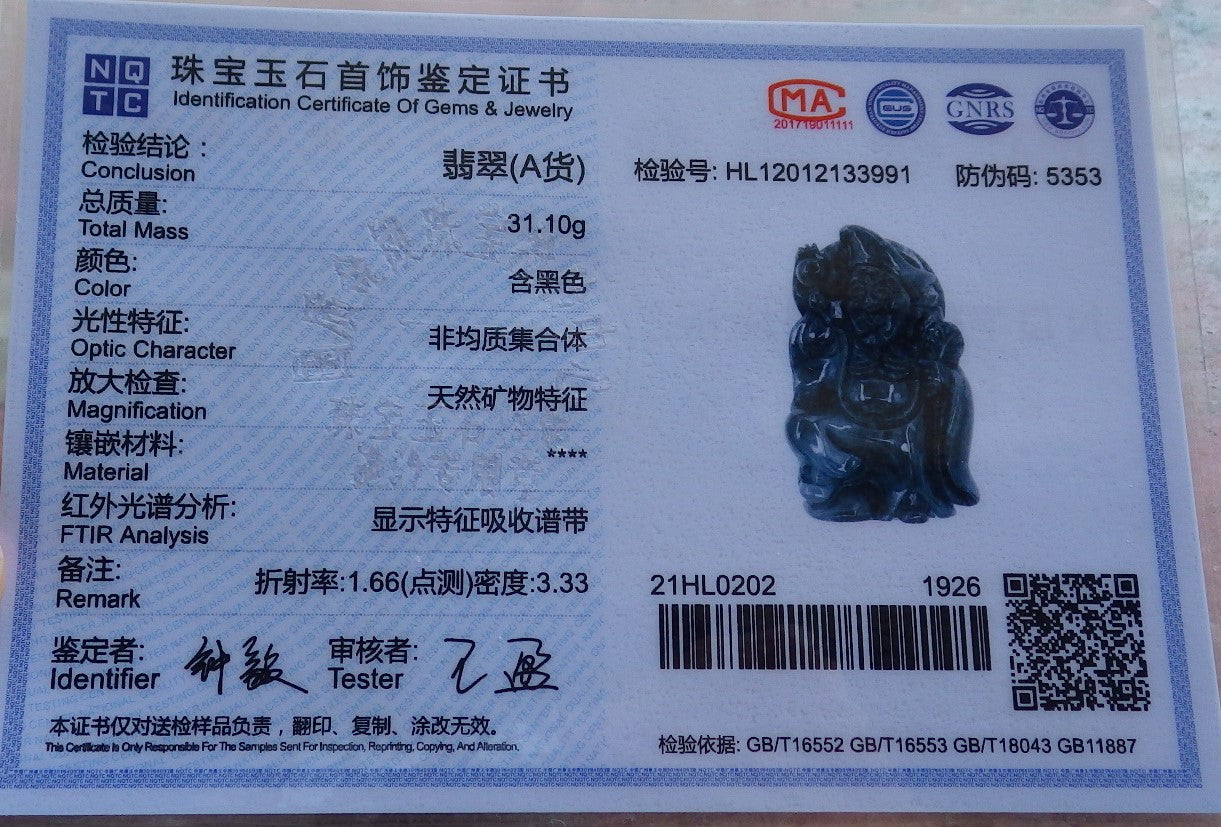 NQ
TC
珠宝玉石首饰鉴定证书
Identification Certificate Of Gems & Jewelry
检验结论：
Conclusion
翡翠(A货)
总质量:
Total Mass
31.10g
颜色:
Color
含黑色
光性特征:
Optic Character
非均质集合体
放大检查:
Magnification
天然矿物特征
镶嵌材料:
Material
****
红外光谱分析:
FTIR Analysis
显示特征吸收谱带
备注:
Remark
折射率:1.66(点测)密度:3.33
鉴定者:
Identifier
审核者:
Tester
本证书仅对送检样品负责，翻印、复制、涂改无效。
This Certificate Is Only Responsible For The Samples Sent For Inspection, Reprinting, Copying, And Alteration.
MA
GNRS
检验号: HL12012133991
防伪码: 5353
21HL0202
1926
检验依据: GB/T16552 GB/T16553 GB/T18043 GB11887